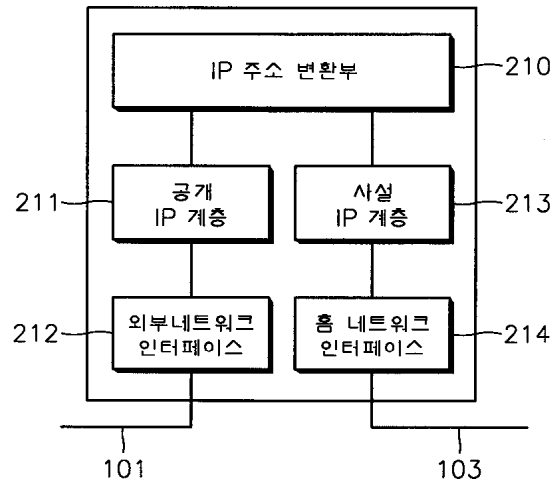 IP 주소 변환부
210
공개
IP 계층
211
사설
IP 계층
213
외부네트워크
인터페이스
212
홈 네트워크
인터페이스
214
101
103